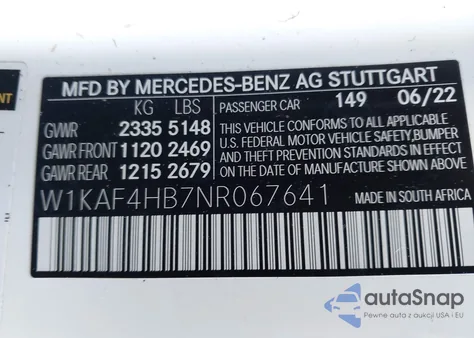 MFD BY MERCEDES-BENZ AG STUTTGART
KG LBS
PASSENGER CAR 149 06/22
GVWR 2335 5148
GAWR FRONT 1120 2469
GAWR REAR 1215 2679
THIS VEHICLE CONFORMS TO ALL APPLICABLE
U.S. FEDERAL MOTOR VEHICLE SAFETY,BUMPER
AND THEFT PREVENTION STANDARDS IN EFFECT
ON THE DATE OF MANUFACTURE SHOWN ABOVE
W1KAF4HB7NR067641
MADE IN SOUTH AFRICA
autoSnap
Pewne auta z aukcji USA i EU